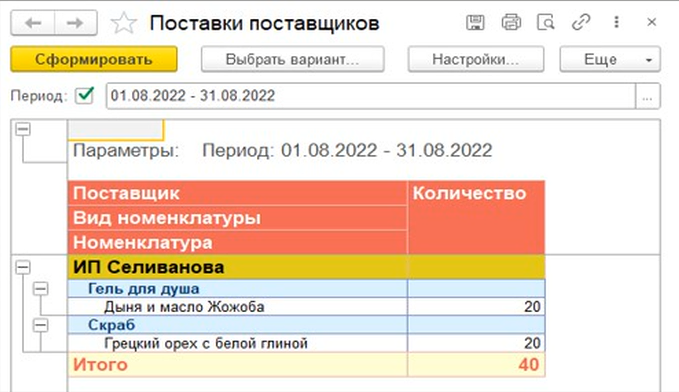 Поставки поставщиков
Сформировать Выбрать вариант... Настройки... Еще
Период: 01.08.2022 - 31.08.2022 ...
Параметры: Период: 01.08.2022 - 31.08.2022
Поставщик Количество
Вид номенклатуры
Номенклатура
ИП Селиванова
Гель для душа
Дыня и масло Жожоба 20
Скраб
Грецкий орех с белой глиной 20
Итого 40